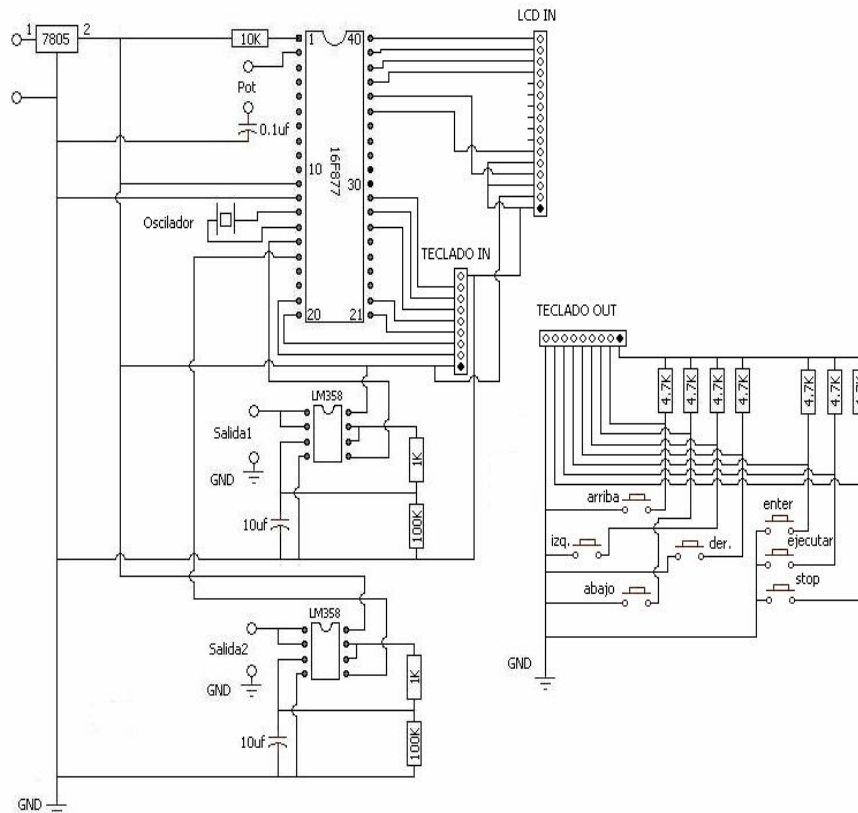 LCD IN
1 7805 2
10K
1 40
Pot
0.1uf
16F877
10 30
Oscilador
TECLADO IN
20 21
TECLADO OUT
4.7K 4.7K 4.7K 4.7K 4.7K 4.7K 4.7K
LM358
Salida1
1K
GND
10uf
100K
arriba
enter
izq.
der.
ejecutar
abajo
stop
LM358
Salida2
GND
1K
GND
10uf
100K
GND